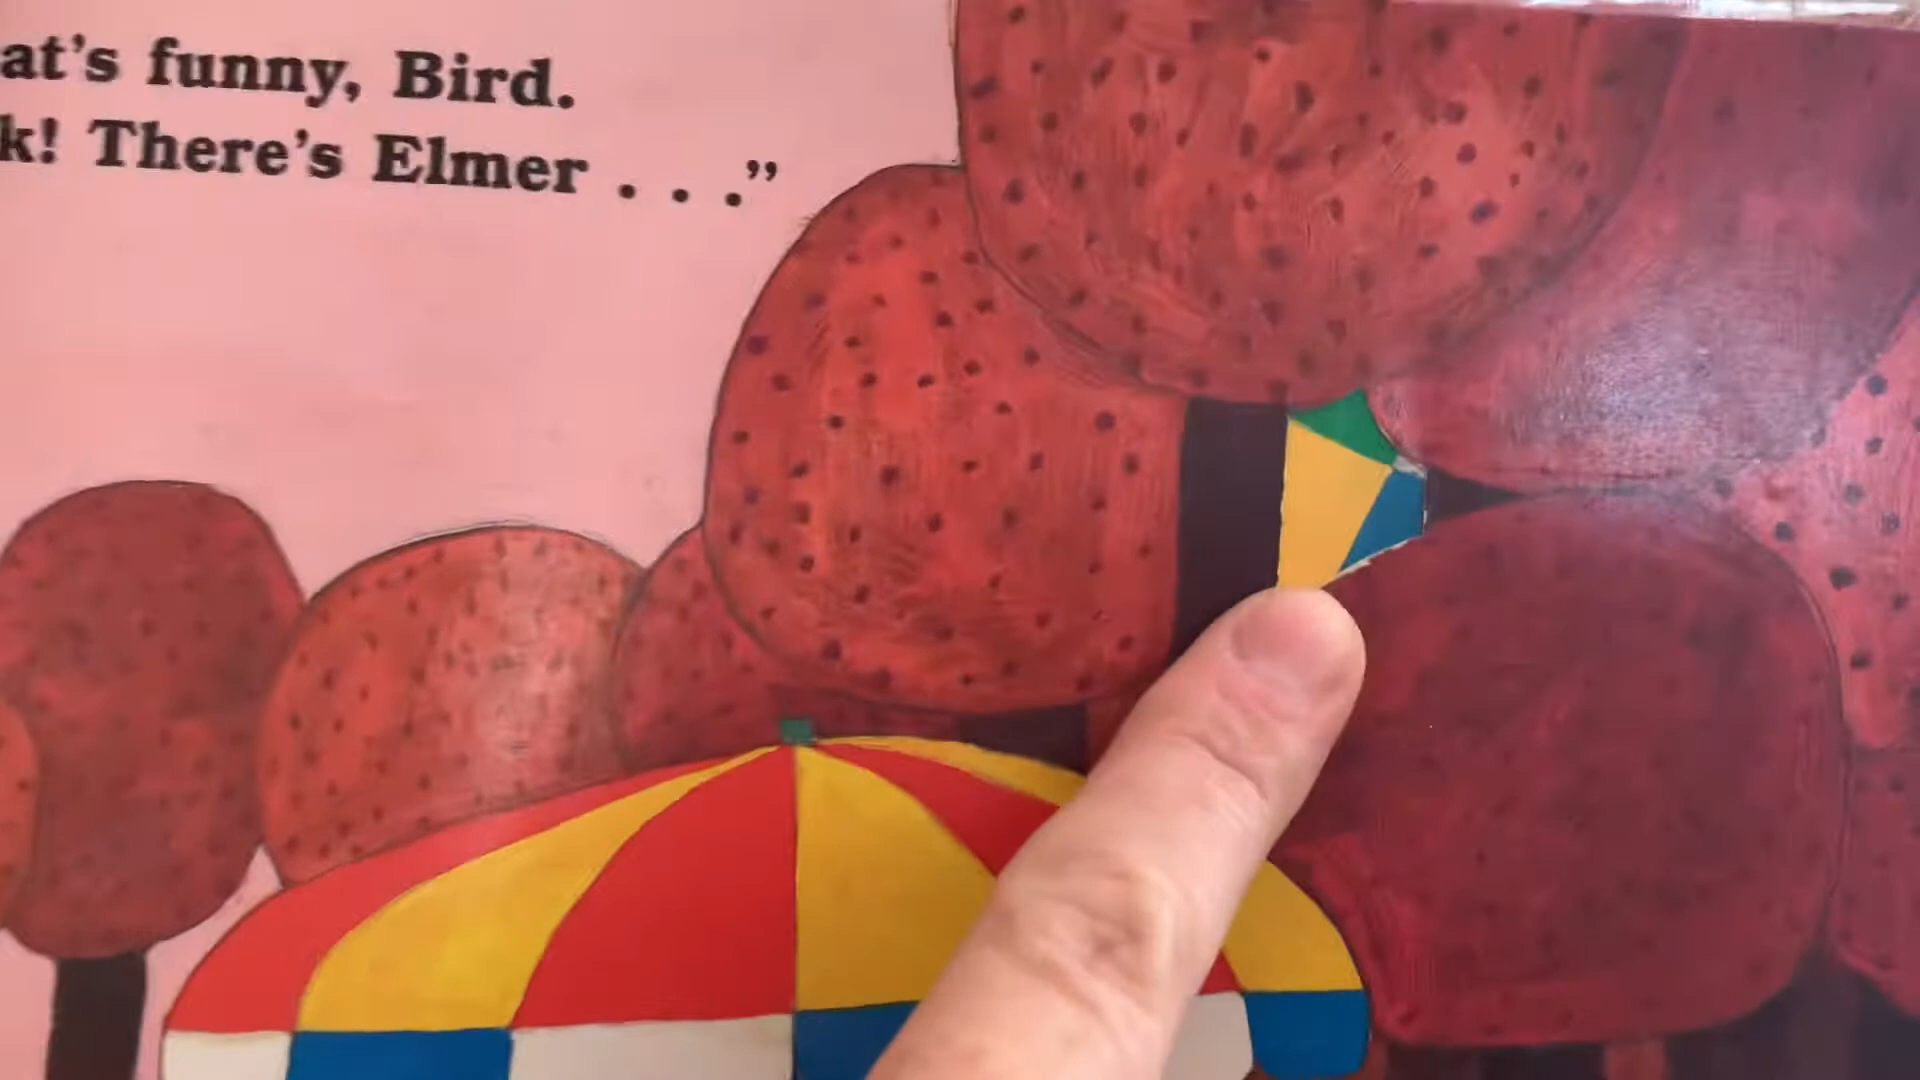 at's funny, Bird.
k! There's Elmer . . ."